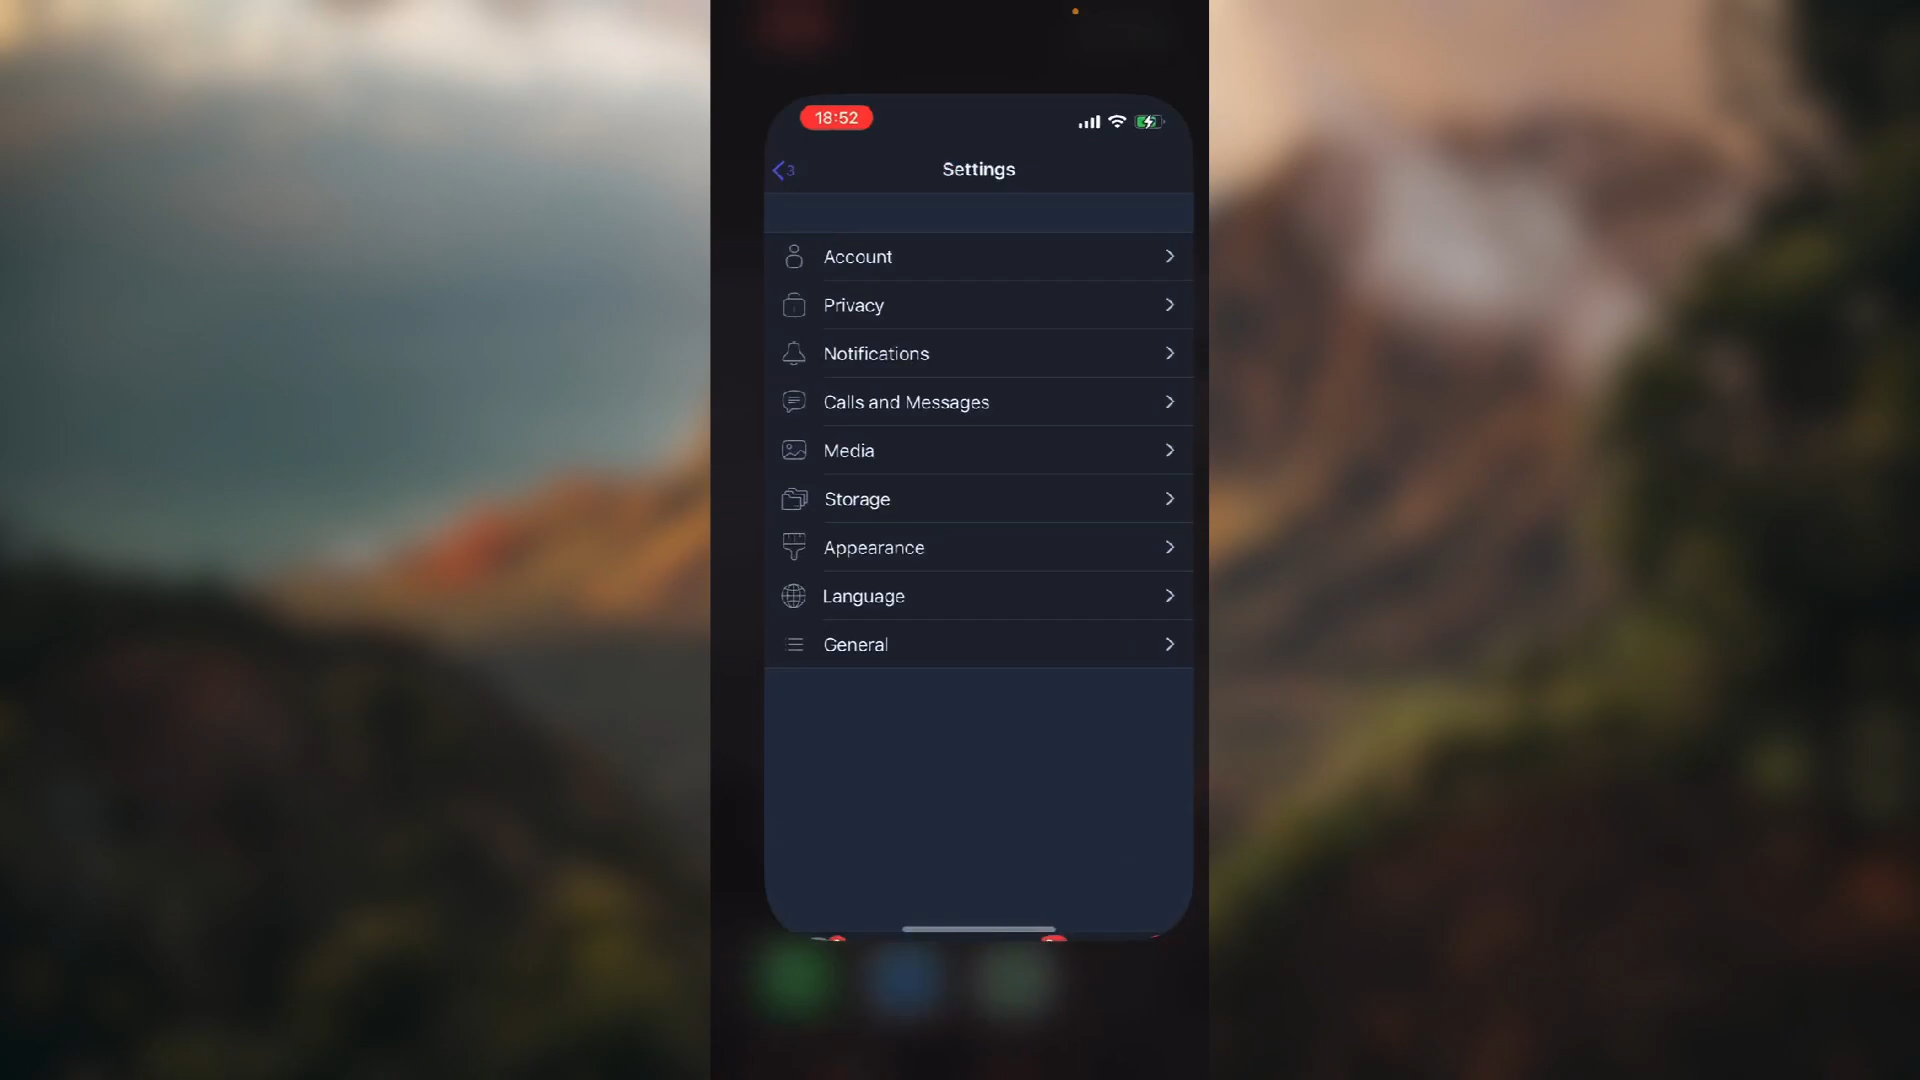 18:52
3
Settings
Account
Privacy
Notifications
Calls and Messages
Media
Storage
Appearance
Language
General